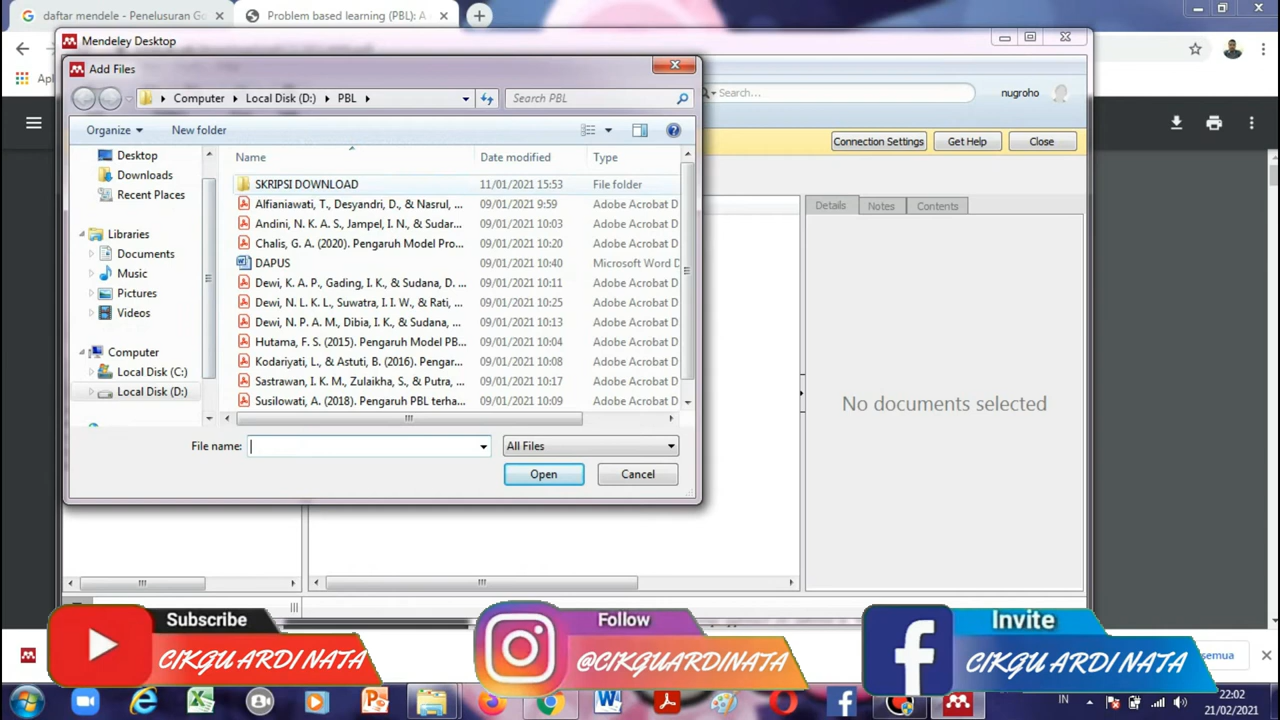 daftar mendele - Penelusuran Go
Problem based learning (PBL): A
Mendeley Desktop
Add Files
Computer
Local Disk (D:)
PBL
Search PBL
Search...
nugroho
Organize
New folder
Connection Settings
Get Help
Close
Desktop
Downloads
Recent Places
Libraries
Documents
Music
Pictures
Videos
Computer
Local Disk (C:)
Local Disk (D:)
Name Date modified Type
SKRIPSI DOWNLOAD 11/01/2021 15:53 File folder
Alfianiawati, T., Desyandri, D., & Nasrul, ... 09/01/2021 9:59 Adobe Acrobat D
Andini, N. K. A. S., Jampel, I. N., & Sudar... 09/01/2021 10:03 Adobe Acrobat D
Chalis, G. A. (2020). Pengaruh Model Pro... 09/01/2021 10:20 Adobe Acrobat D
DAPUS 09/01/2021 10:40 Microsoft Word D
Dewi, K. A. P., Gading, I. K., & Sudana, D. ... 09/01/2021 10:11 Adobe Acrobat D
Dewi, N. L. K. L., Suwatra, I. I. W., & Rati, ... 09/01/2021 10:25 Adobe Acrobat D
Dewi, N. P. A. M., Dibia, I. K., & Sudana, ... 09/01/2021 10:13 Adobe Acrobat D
Hutama, F. S. (2015). Pengaruh Model PB... 09/01/2021 10:04 Adobe Acrobat D
Kodariyati, L., & Astuti, B. (2016). Pengar... 09/01/2021 10:08 Adobe Acrobat D
Sastrawan, I. K. M., Zulaikha, S., & Putra, ... 09/01/2021 10:17 Adobe Acrobat D
Susilowati, A. (2018). Pengaruh PBL terha... 09/01/2021 10:09 Adobe Acrobat D
Details
Notes
Contents
No documents selected
File name:
All Files
Open
Cancel
Subscribe
CIKGU ARDI NATA
Follow
@CIKGUARDINATA
Invite
CIKGU ARDI NATA
semua
IN
22:02
21/02/2021